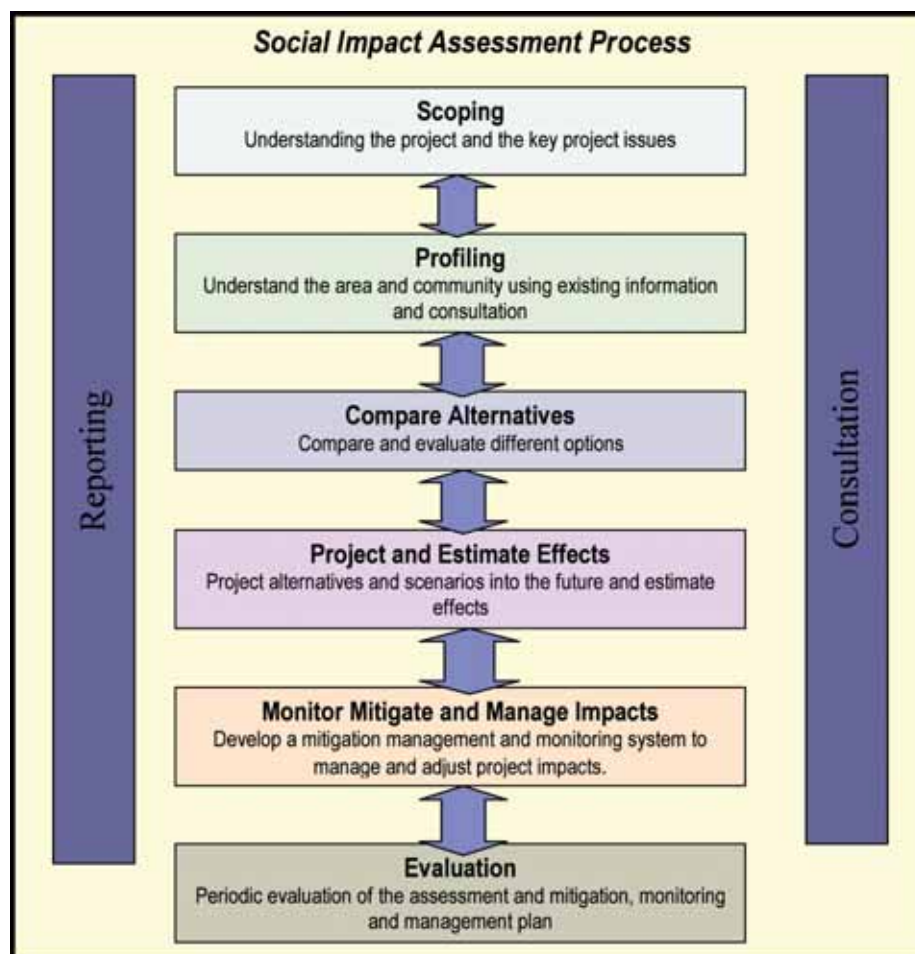 Social Impact Assessment Process
Reporting
Scoping
Understanding the project and the key project issues
Profiling
Understand the area and community using existing information
and consultation
Compare Alternatives
Compare and evaluate different options
Project and Estimate Effects
Project alternatives and scenarios into the future and estimate
effects
Monitor Mitigate and Manage Impacts
Develop a mitigation management and monitoring system to
manage and adjust project impacts.
Evaluation
Periodic evaluation of the assessment and mitigation, monitoring
and management plan
Consultation